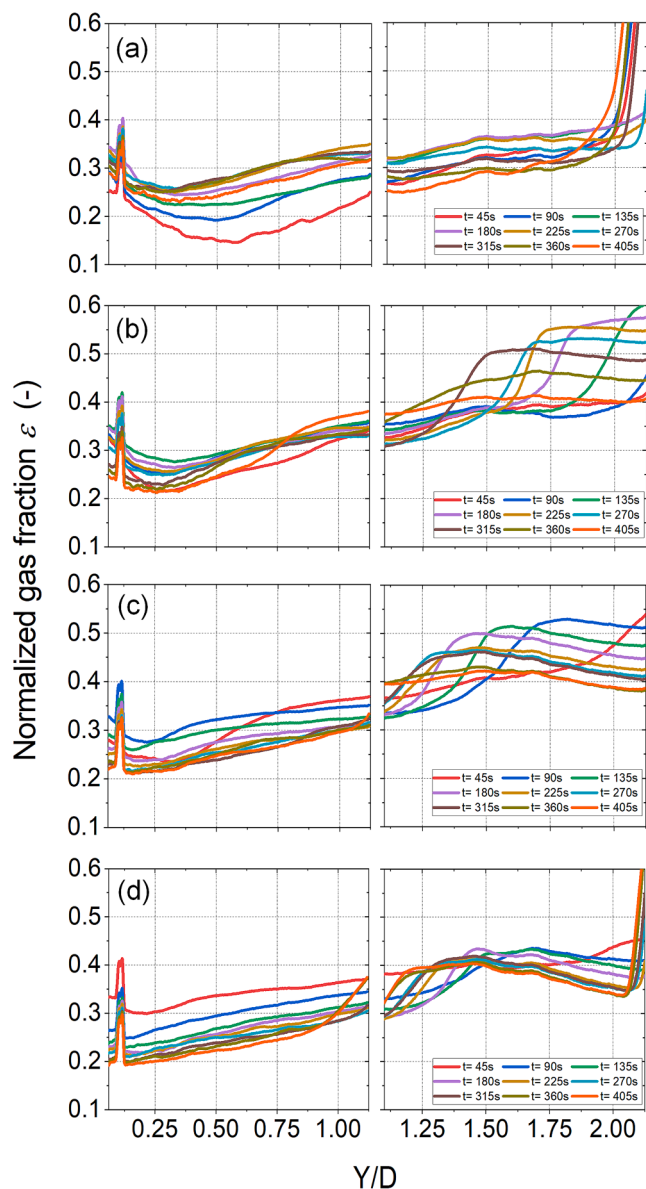 Normalized gas fraction ε (-)
(a)
0.6
0.5
0.4
0.3
0.2
0.1
t= 45s t= 90s t= 135s
t= 180s t= 225s t= 270s
t= 315s t= 360s t= 405s
(b)
0.6
0.5
0.4
0.3
0.2
0.1
t= 45s t= 90s t= 135s
t= 180s t= 225s t= 270s
t= 315s t= 360s t= 405s
(c)
0.6
0.5
0.4
0.3
0.2
0.1
t= 45s t= 90s t= 135s
t= 180s t= 225s t= 270s
t= 315s t= 360s t= 405s
(d)
0.6
0.5
0.4
0.3
0.2
0.1
t= 45s t= 90s t= 135s
t= 180s t= 225s t= 270s
t= 315s t= 360s t= 405s
0.25 0.50 0.75 1.00 1.25 1.50 1.75 2.00
Y/D